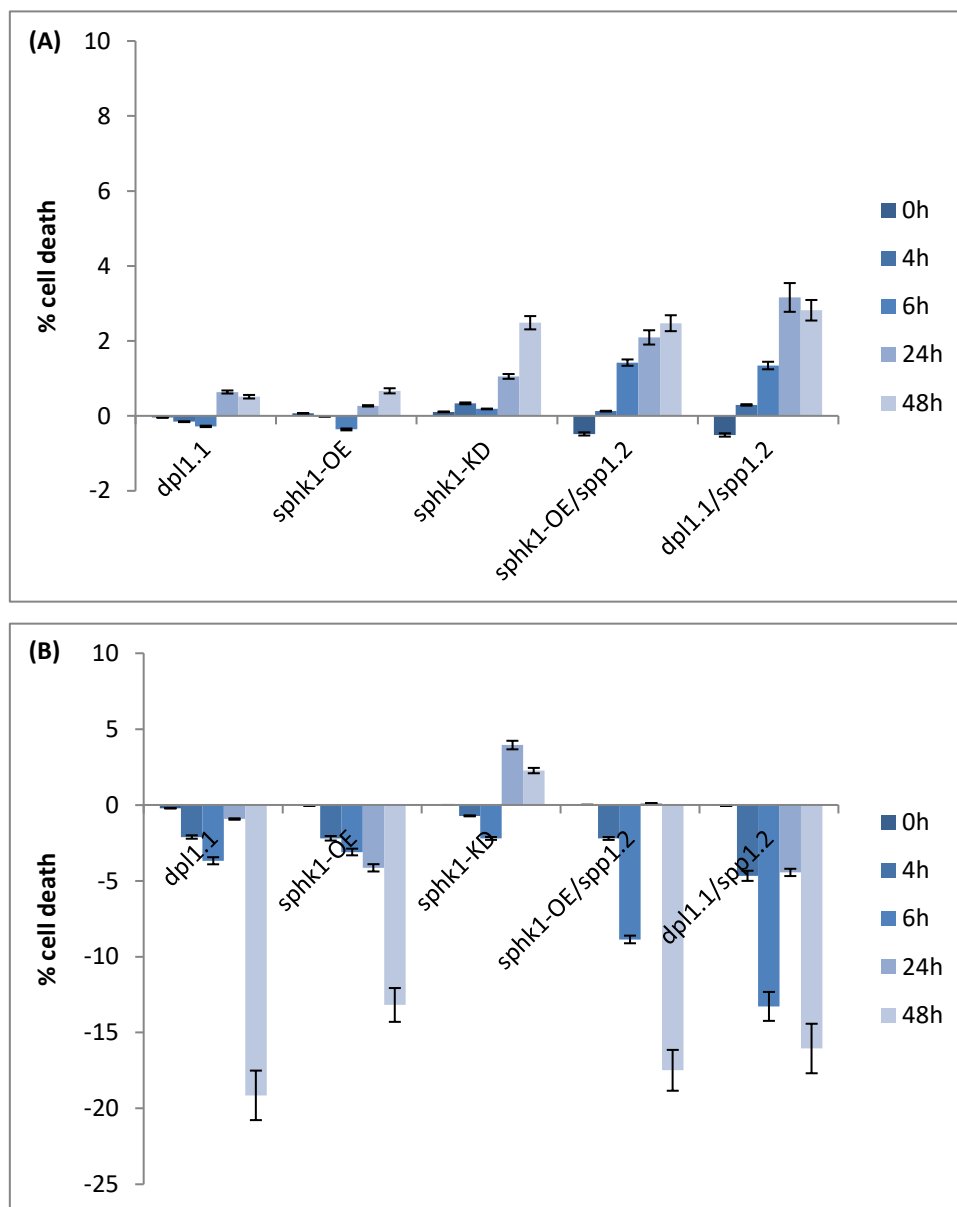 (A)
% cell death
10
8
6
4
2
0
-2
dpl1.1
sphk1-OE
sphk1-KD
sphk1-OE/spp1.2
dpl1.1/spp1.2
0h
4h
6h
24h
48h
(B)
% cell death
10
5
0
-5
-10
-15
-20
-25
dpl1.1
sphk1-OE
sphk1-KD
sphk1-OE/spp1.2
dpl1.1/spp1.2
0h
4h
6h
24h
48h